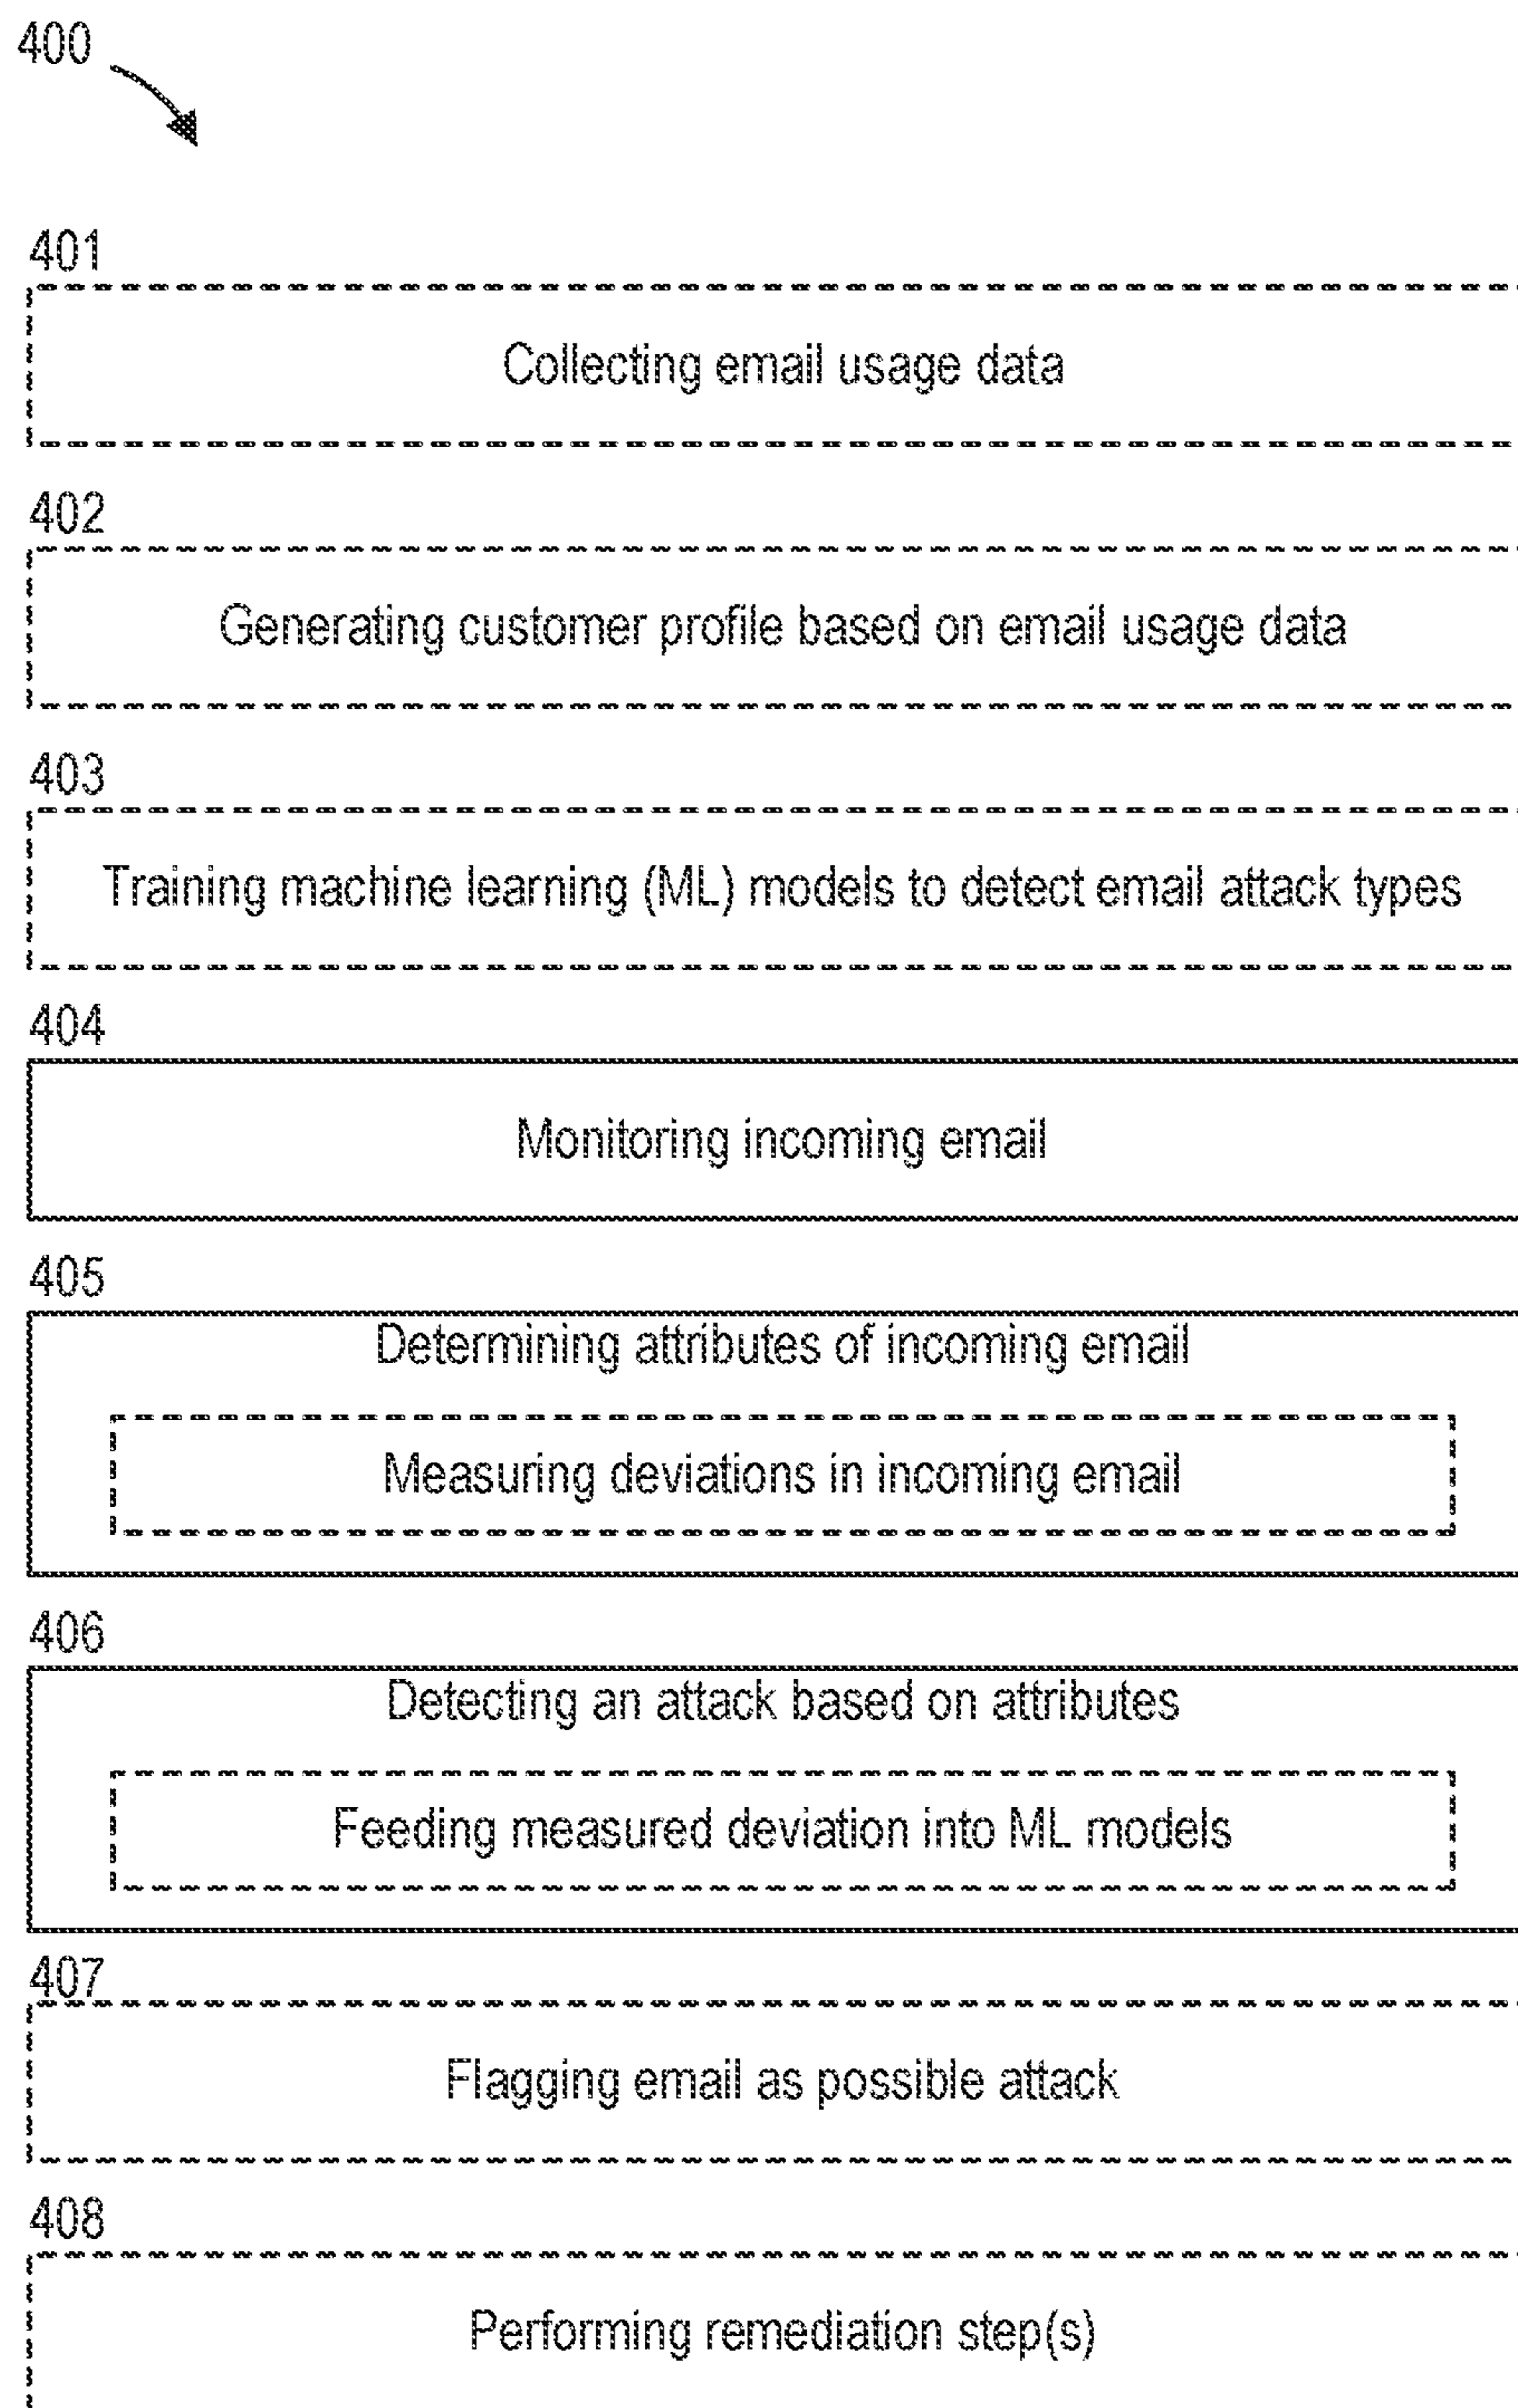 400
401
Collecting email usage data
402
Generating customer profile based on email usage data
403
Training machine learning (ML) models to detect email attack types
404
Monitoring incoming email
405
Determining attributes of incoming email
Measuring deviations in incoming email
406
Detecting an attack based on attributes
Feeding measured deviation into ML models
407
Flagging email as possible attack
408
Performing remediation step(s)